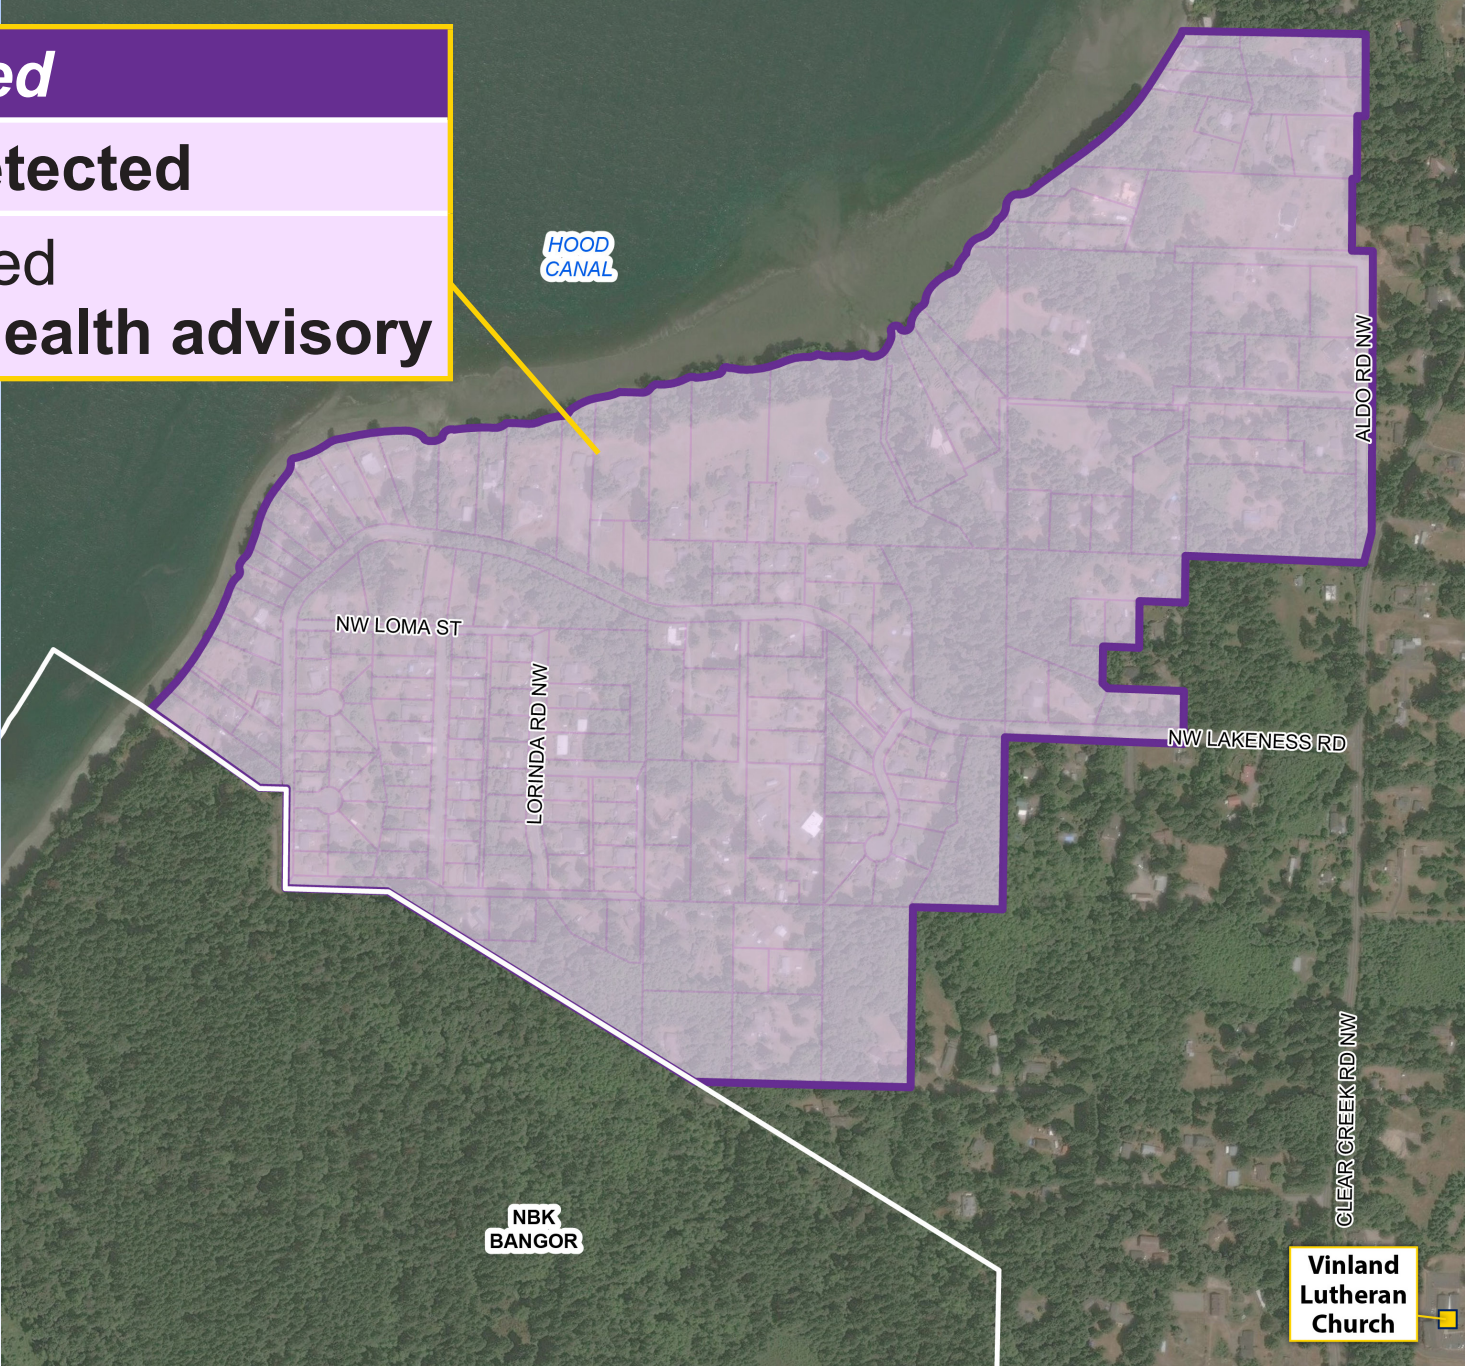 ed
etected
ed
ealth advisory
HOOD
CANAL
ALDO RD NW
NW LOMA ST
LORINDA RD NW
NW LAKENESS RD
CLEAR CREEK RD NW
NBK
BANGOR
Vinland
Lutheran
Church